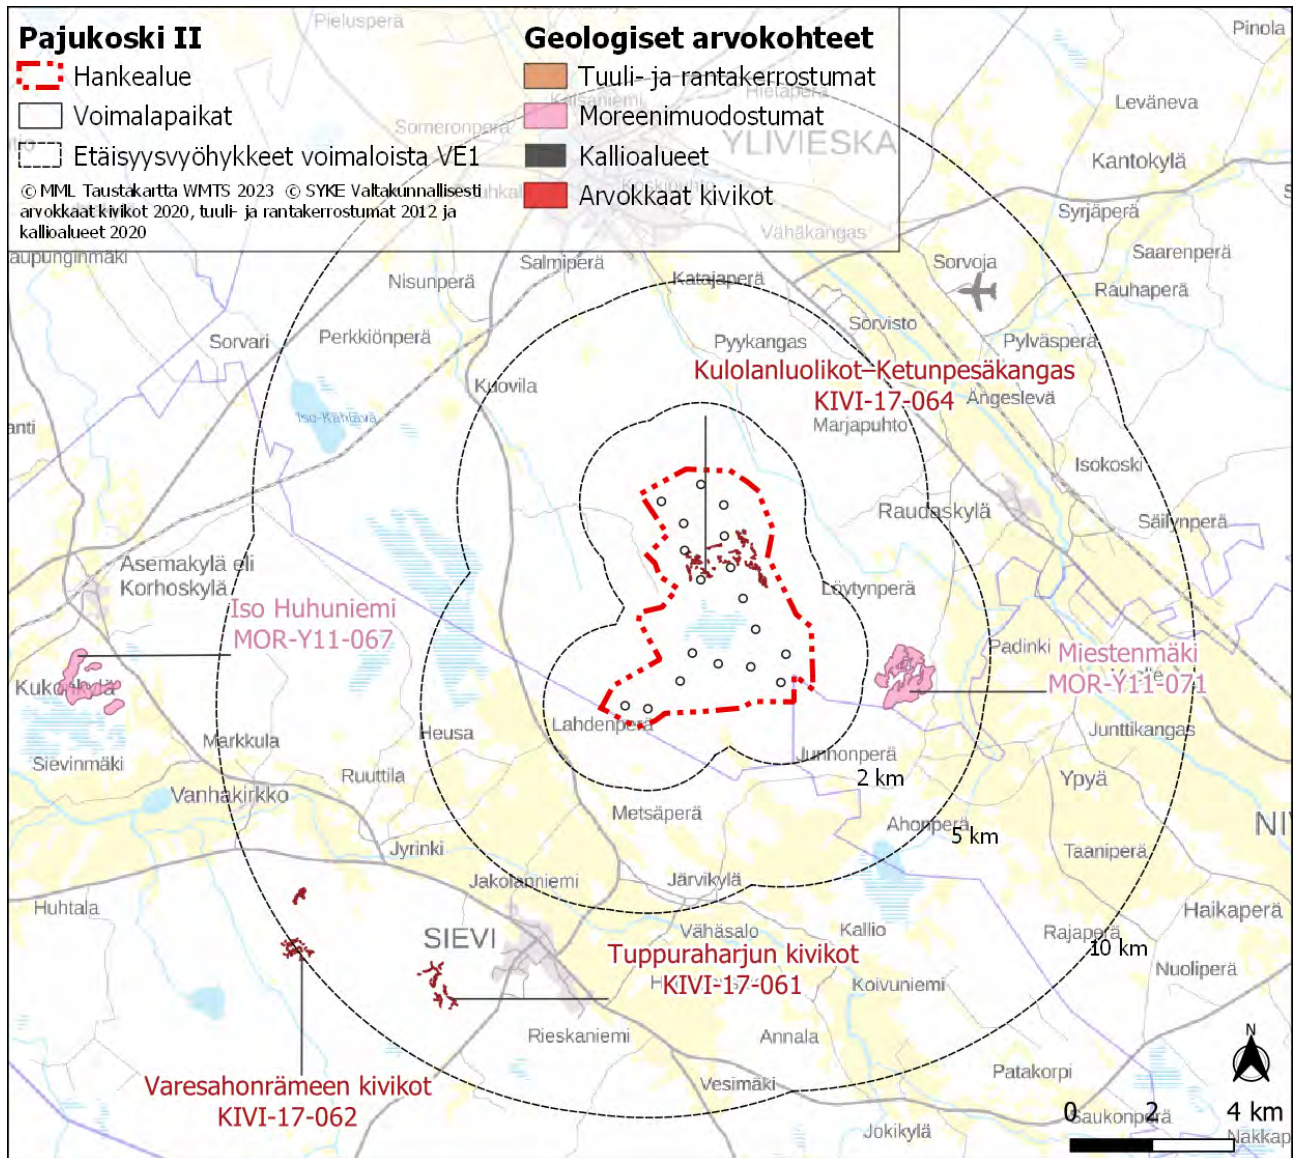 Pajukoski II
Hankealue
Voimalapaikat
Etäisyysvyöhykkeet voimaloista VE1
© MML Taustakartta WMTS 2023 © SYKE Valtakunnallisesti
arvokkaat kivikot 2020, tuuli- ja rantakerrostumat 2012 ja
kallioalueet 2020
Geologiset arvokohteet
Tuuli- ja rantakerrostumat
Moreenimuodostumat
Kallioalueet
Arvokkaat kivikot
Pielusperä
Pinola
Someronperä
Hietaperä
YLIVIESKA
Vähäkangas
Leväneva
Kantokylä
Syrjäperä
Saarenperä
Rauhaperä
Salmiperä
Nisunperä
Katajaperä
Sorvoja
Sorvisto
Sorvari
Perkkiönperä
Pyykangas
Pylväsperä
Kulolanluolikot–Ketunpesäkangas
KIVI-17-064
Kuovila
Iso-Kähtävä
Angeslevä
Marjapuhto
Isokoski
Raudaskylä
Säilynperä
Asemakylä eli
Korhoskylä
Löytynperä
Iso Huhuniemi
MOR-Y11-067
Padinki
Miestenmäki
MOR-Y11-071
Lahdenperä
Markkula
Heusa
Junttikangas
Sievinmäki
Ruuttila
Junnonperä
2 km
Ypyä
Vanhakirkko
Metsäperä
Ahonperä
5 km
Taaniperä
Jyrinki
Jakolanniemi
Järvikylä
Huhtala
Haikaperä
SIEVI
Vähäsalo
Kallio
Rajaperä
10 km
Tuppuraharjun kivikot
KIVI-17-061
Nuoliperä
Koivuniemi
Rieskaniemi
Annala
N
Varesahonrämeen kivikot
KIVI-17-062
Vesimäki
Patakorpi
0 2 4 km
Saukonperä
Jokikylä